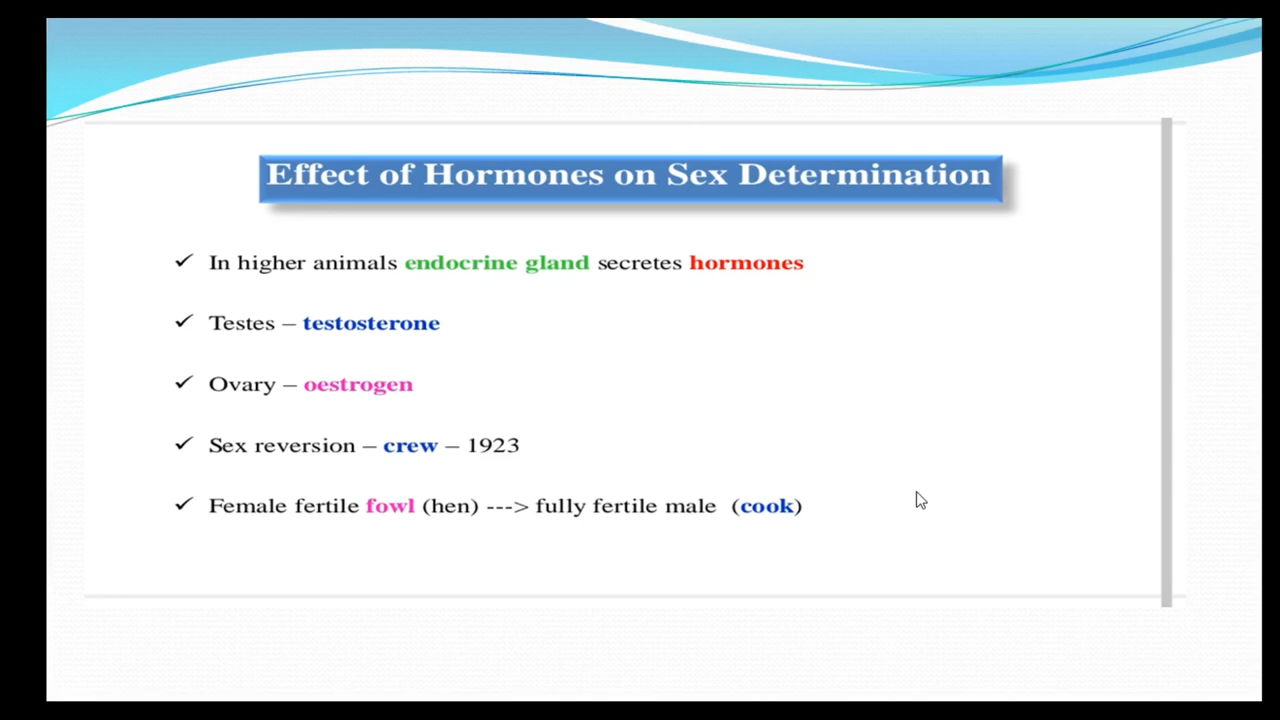 Effect of Hormones on Sex Determination
✓ In higher animals endocrine gland secretes hormones
✓ Testes – testosterone
✓ Ovary – oestrogen
✓ Sex reversion – crew – 1923
✓ Female fertile fowl (hen) ---> fully fertile male (cook)